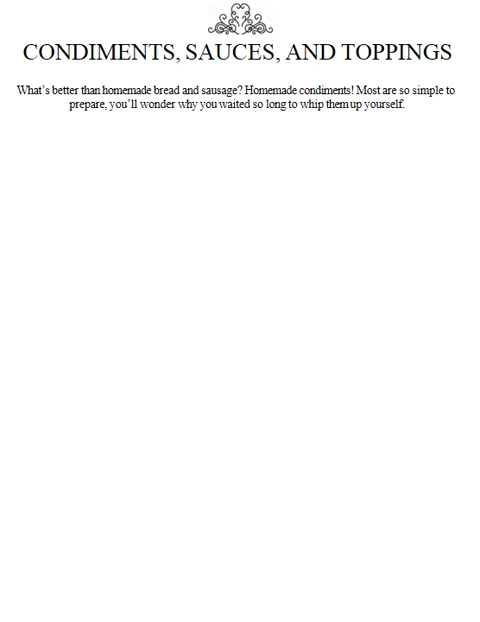 CONDIMENTS, SAUCES, AND TOPPINGS
What’s better than homemade bread and sausage? Homemade condiments! Most are so simple to
prepare, you’ll wonder why you waited so long to whip them up yourself.